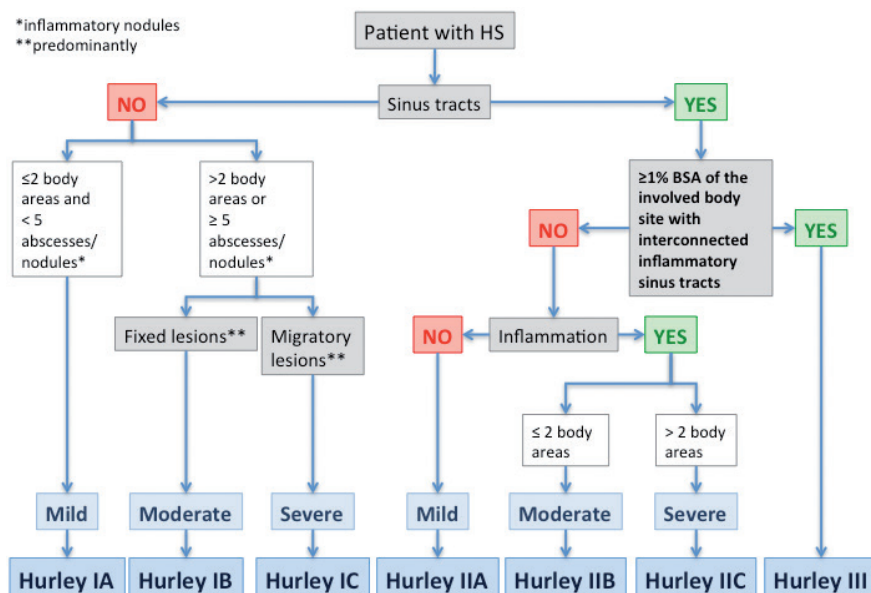 *inflammatory nodules
**predominantly
Patient with HS
NO
Sinus tracts
YES
≤2 body
areas and
< 5
abscesses/
nodules*
>2 body
areas or
≥ 5
abscesses/
nodules*
≥1% BSA of the
involved body
site with
interconnected
inflammatory
sinus tracts
NO
YES
Fixed lesions**
Migratory
lesions**
NO
Inflammation
YES
≤ 2 body
areas
> 2 body
areas
Mild
Moderate
Severe
Mild
Moderate
Severe
Hurley IA
Hurley IB
Hurley IC
Hurley IIA
Hurley IIB
Hurley IIC
Hurley III